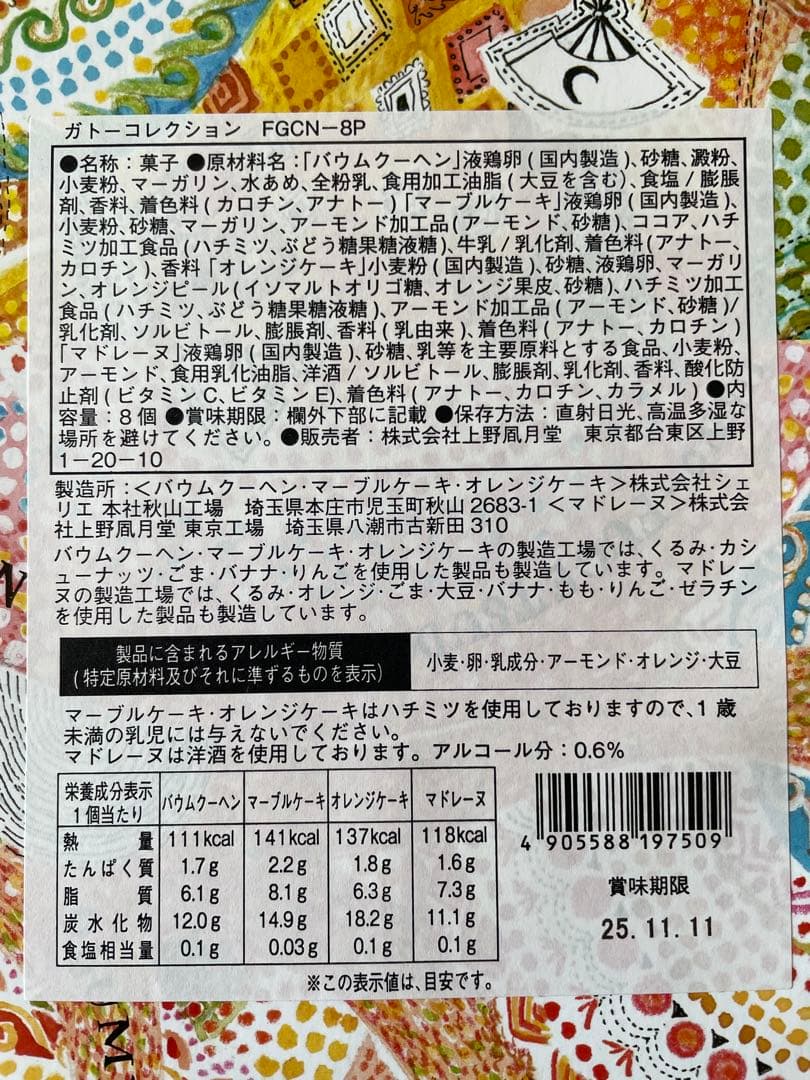 ガトーコレクション FGCN-8P
●名称:菓子 ●原材料名:「バウムクーヘン」液鶏卵(国内製造)、砂糖、澱粉、
小麦粉、マーガリン、水あめ、全粉乳、食用加工油脂(大豆を含む)、食塩/膨脹
剤、香料、着色料(カロチン、アナトー)「マーブルケーキ」液鶏卵(国内製造)、
小麦粉、砂糖、マーガリン、アーモンド加工品(アーモンド、砂糖)、ココア、ハチ
ミツ加工食品(ハチミツ、ぶどう糖果糖液糖)、牛乳/乳化剤、着色料(アナトー、
カロチン)、香料「オレンジケーキ」小麦粉(国内製造)、砂糖、液鶏卵、マーガリ
ン、オレンジピール(イソマルトオリゴ糖、オレンジ果皮、砂糖)、ハチミツ加工
食品(ハチミツ、ぶどう糖果糖液糖)、アーモンド加工品(アーモンド、砂糖)/
乳化剤、ソルビトール、膨脹剤、香料(乳由来)、着色料(アナトー、カロチン)
「マドレーヌ」液鶏卵(国内製造)、砂糖、乳等を主要原料とする食品、小麦粉、
アーモンド、食用乳化油脂、洋酒/ソルビトール、膨脹剤、乳化剤、香料、酸化防
止剤(ビタミンC、ビタミンE)、着色料(アナトー、カロチン、カラメル) ●内
容量:8個 ●賞味期限:欄外下部に記載 ●保存方法:直射日光、高温多湿な
場所を避けてください。●販売者:株式会社上野凮月堂 東京都台東区上野
1-20-10
製造所:<バウムクーヘン・マーブルケーキ・オレンジケーキ>株式会社シェ
リエ 本社秋山工場 埼玉県本庄市児玉町秋山2683-1 <マドレーヌ>株式会
社上野凮月堂 東京工場 埼玉県八潮市古新田310
バウムクーヘン・マーブルケーキ・オレンジケーキの製造工場では、くるみ・カシ
ューナッツ・ごま・バナナ・りんごを使用した製品も製造しています。マドレー
ヌの製造工場では、くるみ・オレンジ・ごま・大豆・バナナ・もも・りんご・ゼラチン
を使用した製品も製造しています。
製品に含まれるアレルギー物質
(特定原材料及びそれに準ずるものを表示)
小麦・卵・乳成分・アーモンド・オレンジ・大豆
マーブルケーキ・オレンジケーキはハチミツを使用しておりますので、1歳
未満の乳児には与えないでください。
マドレーヌは洋酒を使用しております。アルコール分:0.6%
栄養成分表示
1個当たり バウムクーヘン マーブルケーキ オレンジケーキ マドレーヌ
熱量 111kcal 141kcal 137kcal 118kcal
たんぱく質 1.7g 2.2g 1.8g 1.6g
脂質 6.1g 8.1g 6.3g 7.3g
炭水化物 12.0g 14.9g 18.2g 11.1g
食塩相当量 0.1g 0.03g 0.1g 0.1g
※この表示値は、目安です。
4 905588 197509
賞味期限
25.11.11